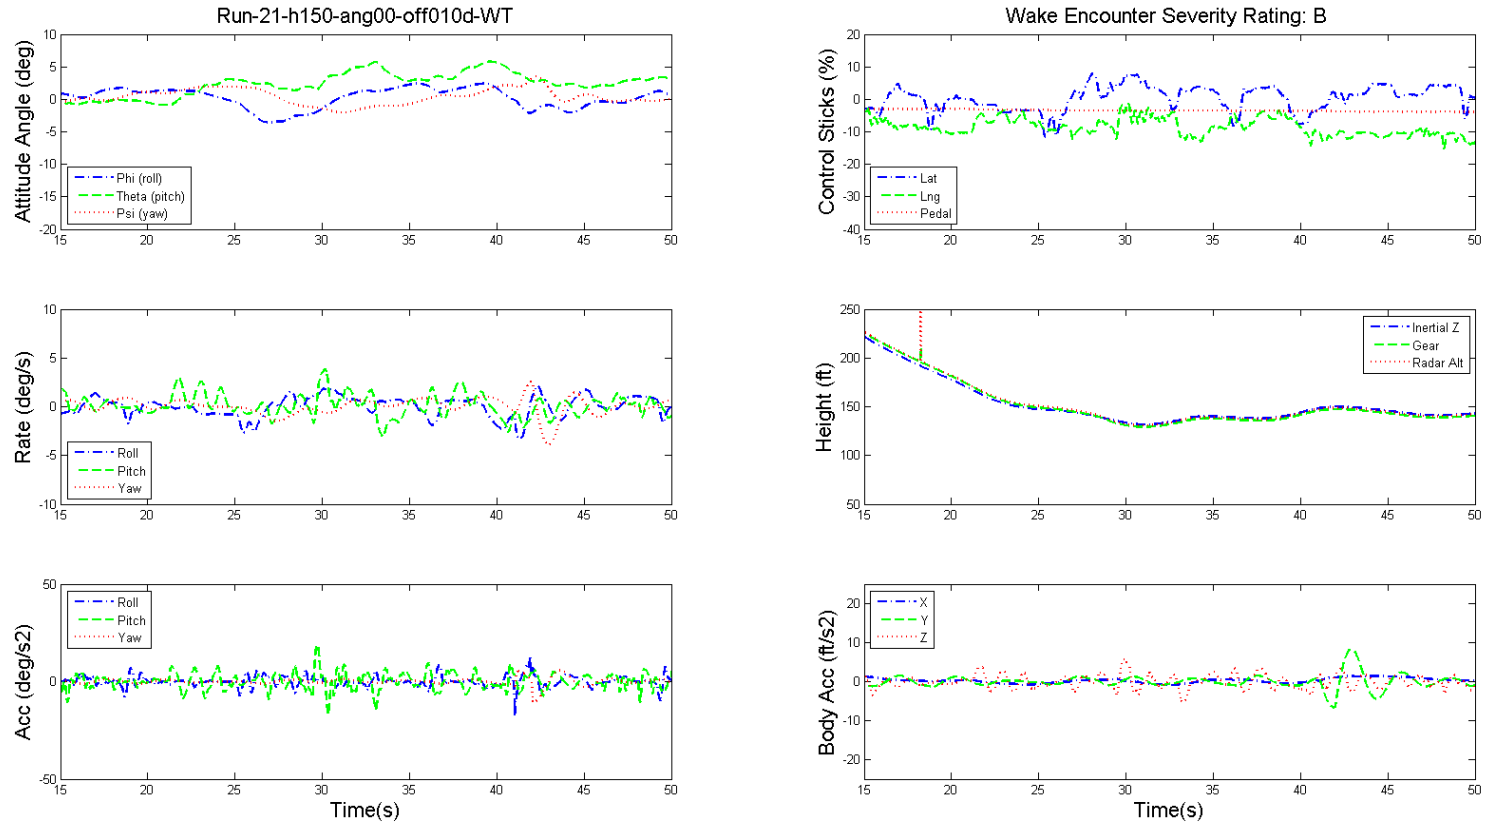 Run-21-h150-ang00-off010d-WT
Attitude Angle (deg)
10
5
0
-5
-10
-15
-20
Phi (roll)
Theta (pitch)
Psi (yaw)
15 20 25 30 35 40 45 50
Wake Encounter Severity Rating: B
Control Sticks (%)
20
10
0
-10
-20
-30
-40
Lat
Lng
Pedal
15 20 25 30 35 40 45 50
Rate (deg/s)
10
5
0
-5
-10
Roll
Pitch
Yaw
15 20 25 30 35 40 45 50
Height (ft)
250
200
150
100
50
Inertial Z
Gear
Radar Alt
15 20 25 30 35 40 45 50
Acc (deg/s2)
50
0
-50
Roll
Pitch
Yaw
15 20 25 30 35 40 45 50
Time(s)
Body Acc (ft/s2)
20
10
0
-10
-20
X
Y
Z
15 20 25 30 35 40 45 50
Time(s)